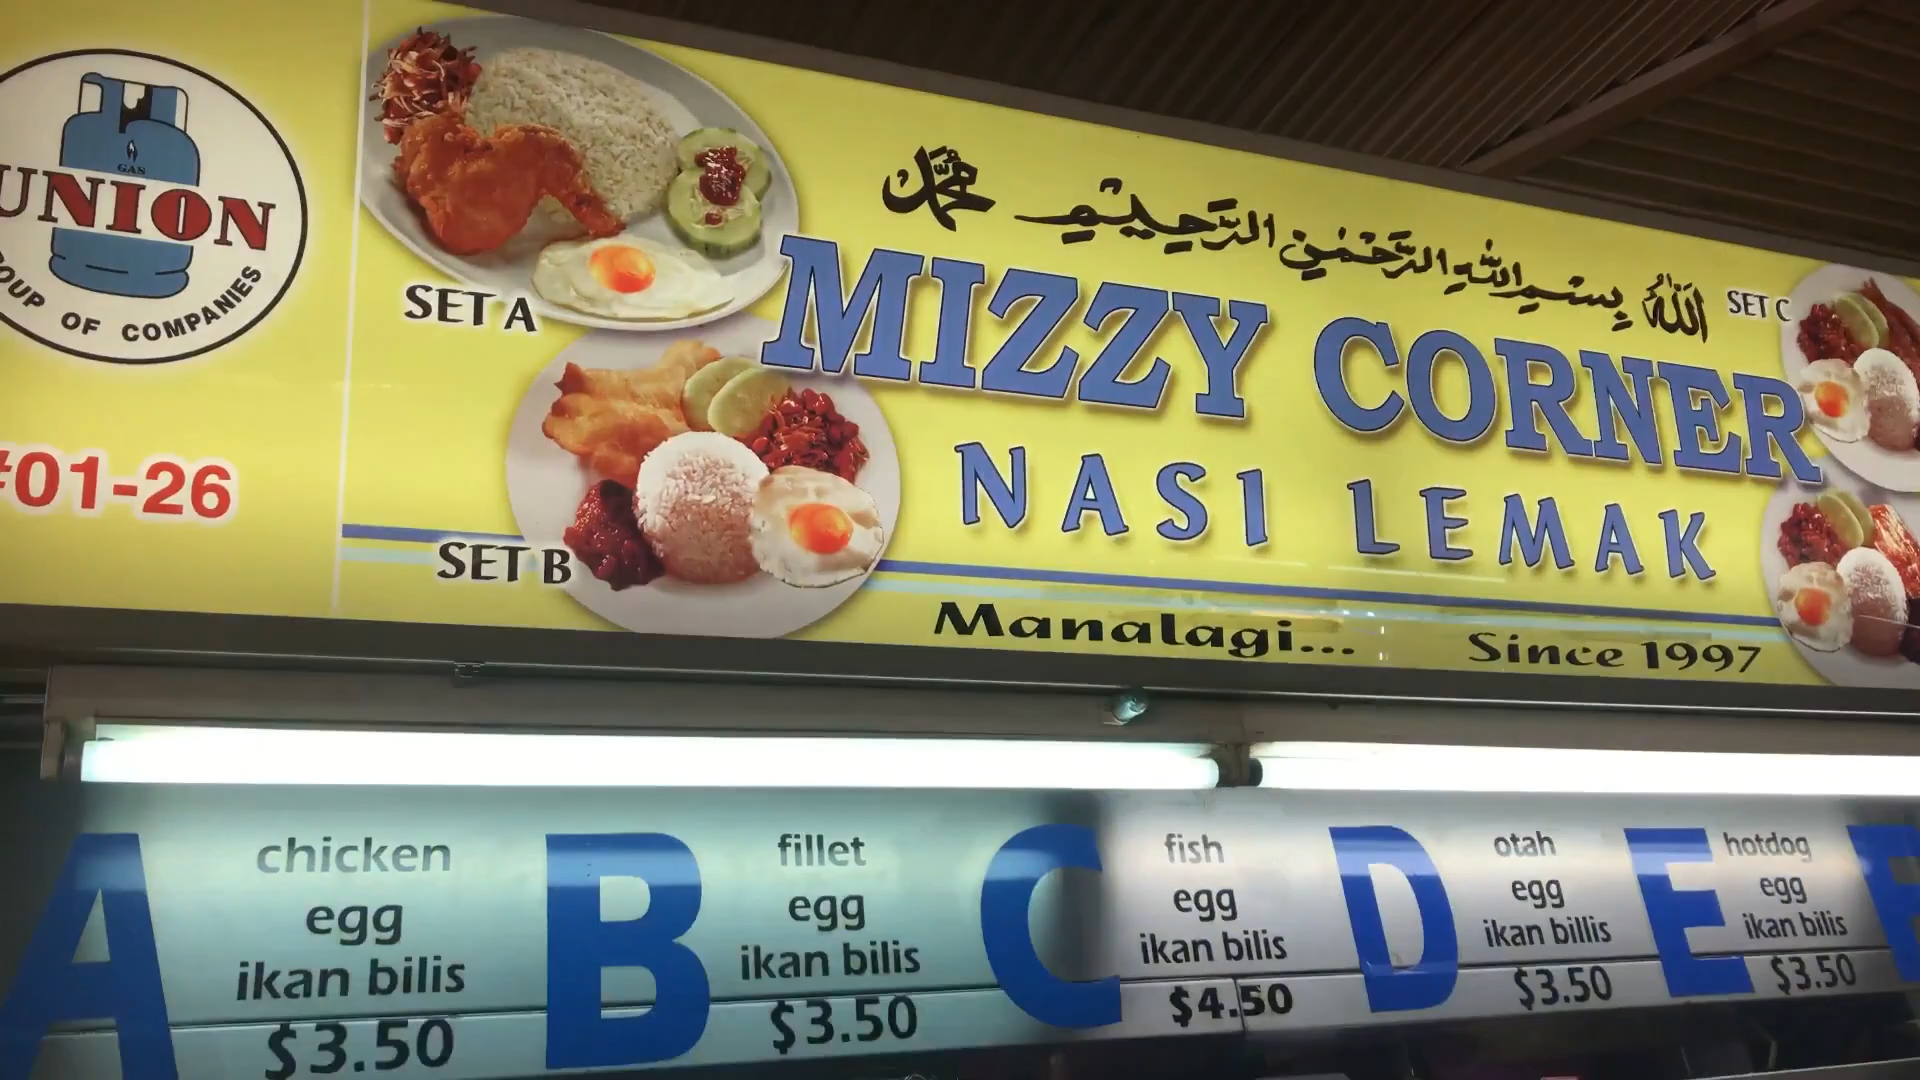 GAS
UNION
OUP OF COMPANIES
#01-26
SET A
SET B
محمد
بسم الله الرحمن الرحيم
الله
SET C
MIZZY CORNER
NASI LEMAK
Manalagi...
Since 1997
A
chicken
egg
ikan bilis
$3.50
B
fillet
egg
ikan bilis
$3.50
C
fish
egg
ikan bilis
$4.50
D
otah
egg
ikan billis
$3.50
E
hotdog
egg
ikan bilis
$3.50